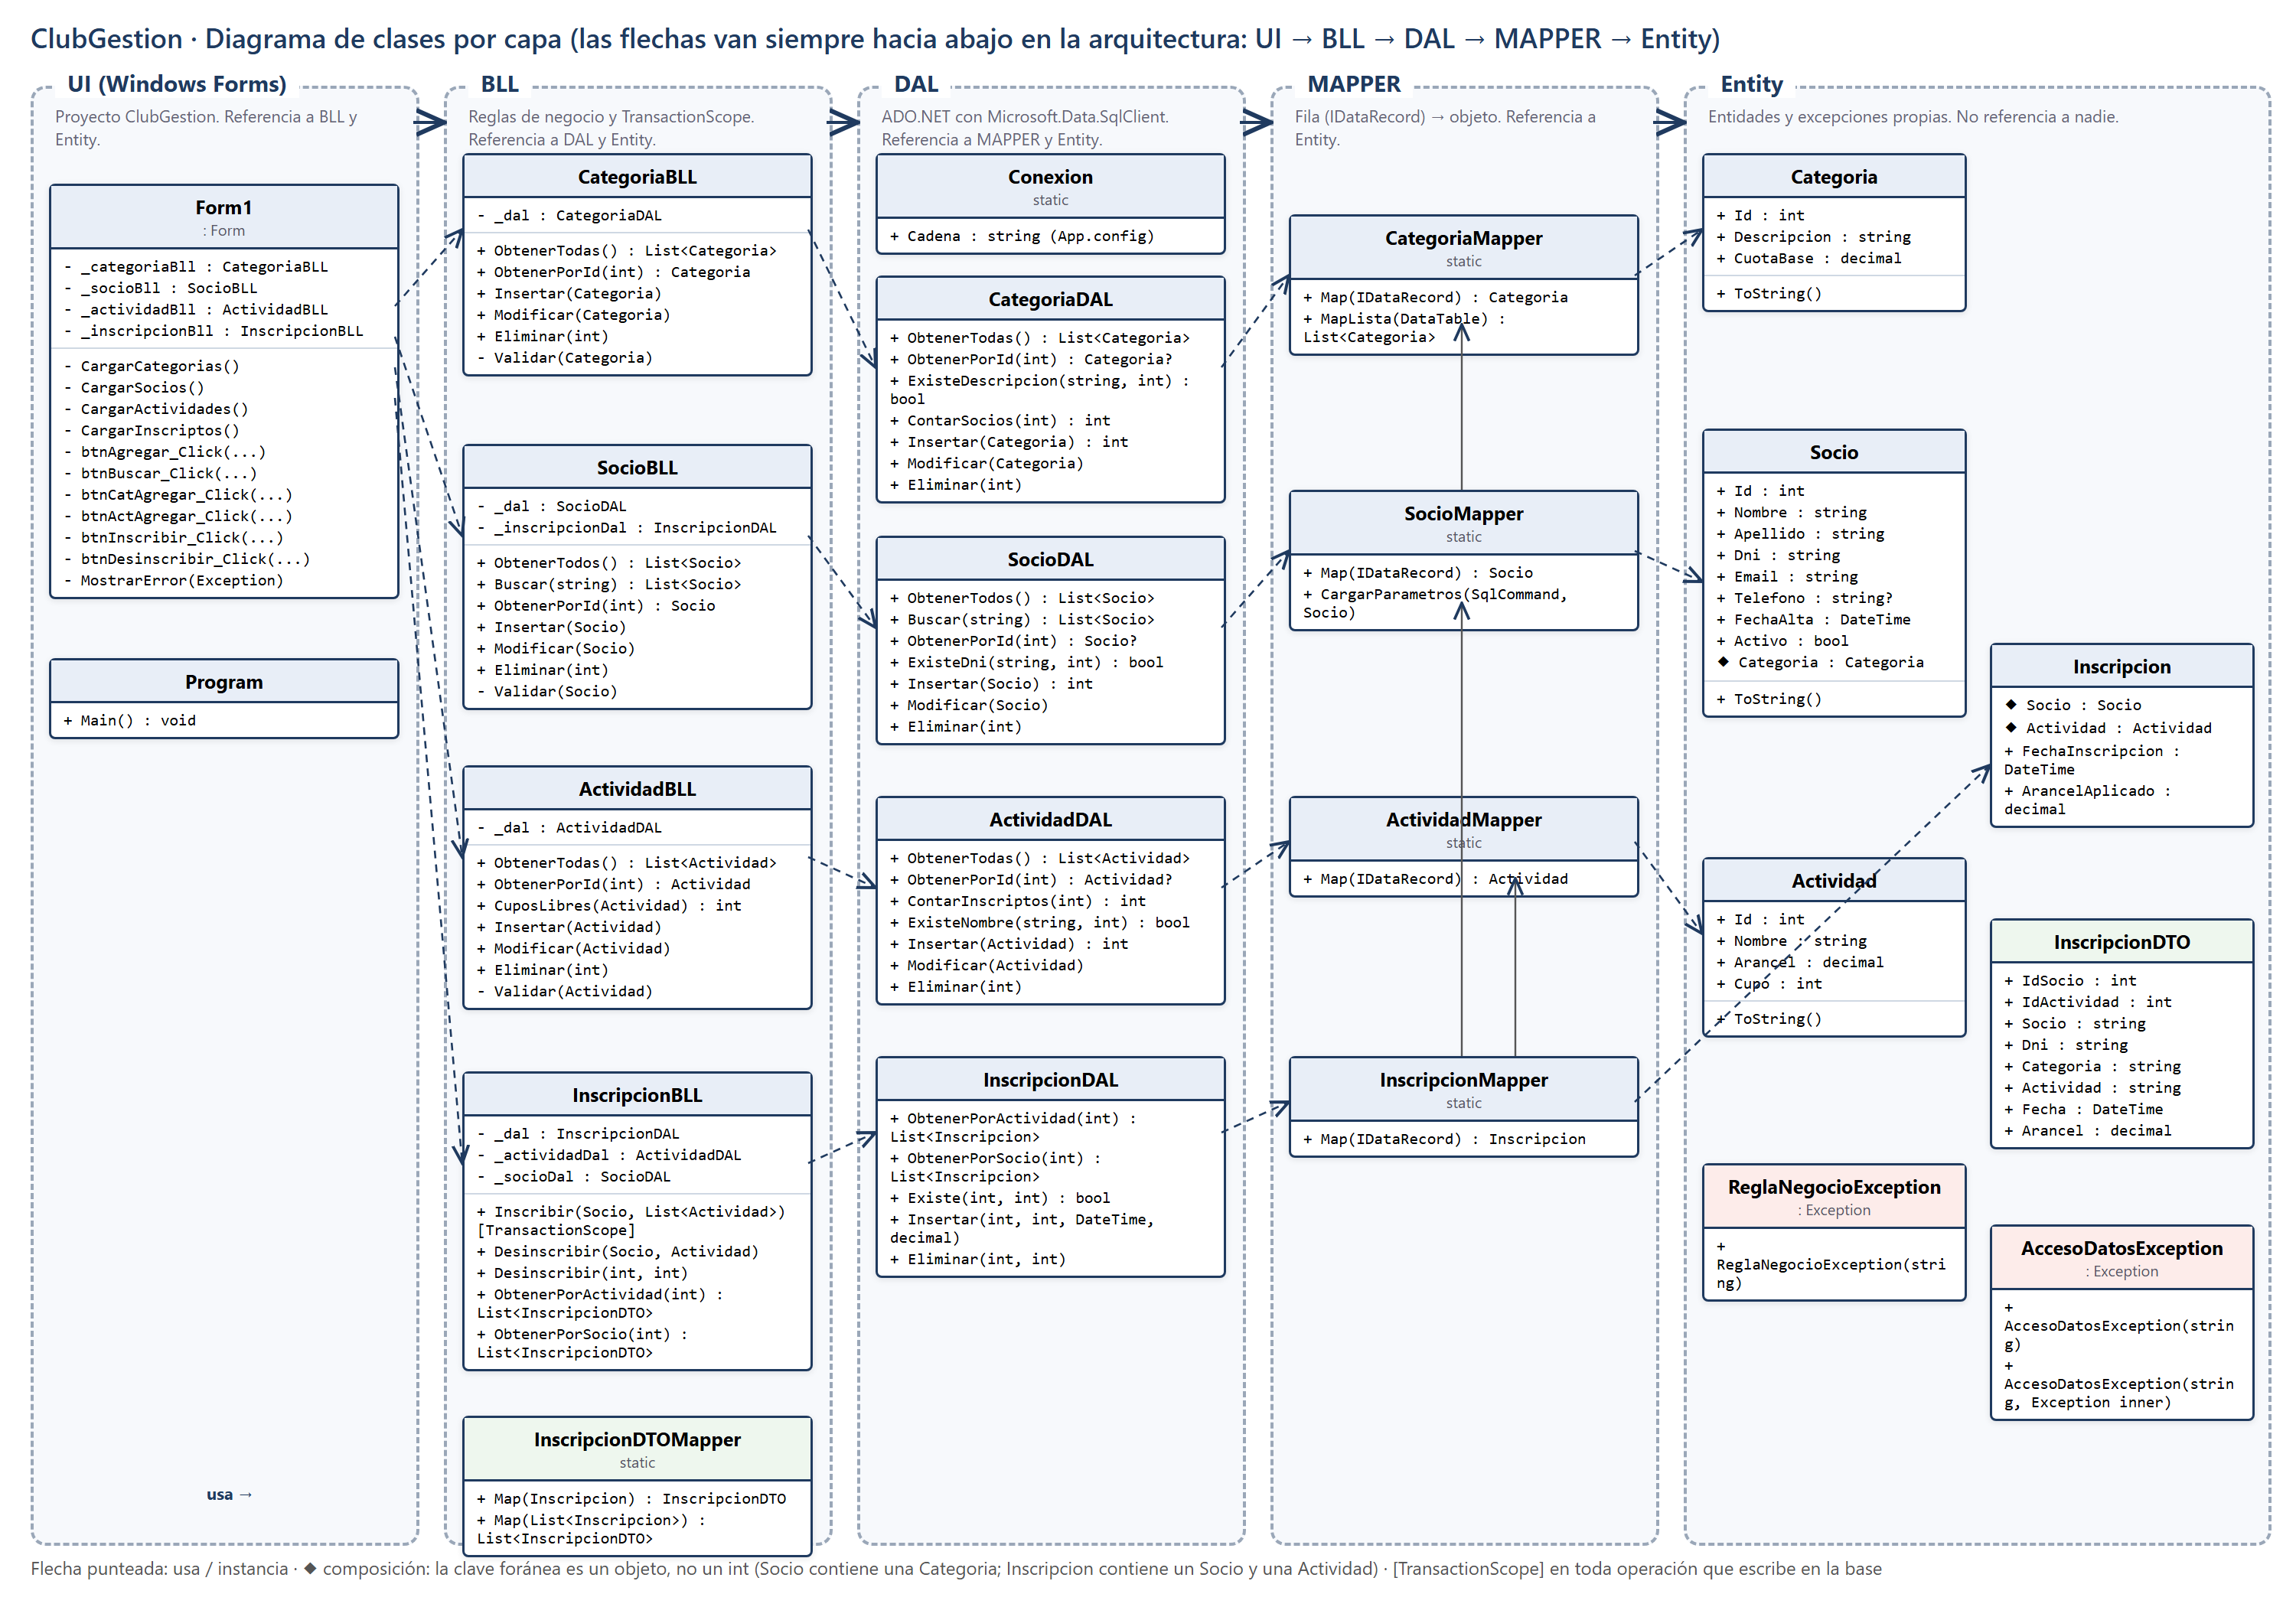 ClubGestion · Diagrama de clases por capa (las flechas van siempre hacia abajo en la arquitectura: UI → BLL → DAL → MAPPER → Entity)
UI (Windows Forms)
Proyecto ClubGestion. Referencia a BLL y
Entity.
Form1
: Form
- _categoriaBll : CategoriaBLL
- _socioBll : SocioBLL
- _actividadBll : ActividadBLL
- _inscripcionBll : InscripcionBLL
- CargarCategorias()
- CargarSocios()
- CargarActividades()
- CargarInscriptos()
- btnAgregar_Click(...)
- btnBuscar_Click(...)
- btnCatAgregar_Click(...)
- btnActAgregar_Click(...)
- btnInscribir_Click(...)
- btnDesinscribir_Click(...)
- MostrarError(Exception)
Program
+ Main() : void
usa →
BLL
Reglas de negocio y TransactionScope.
Referencia a DAL y Entity.
CategoriaBLL
- _dal : CategoriaDAL
+ ObtenerTodas() : List<Categoria>
+ ObtenerPorId(int) : Categoria
+ Insertar(Categoria)
+ Modificar(Categoria)
+ Eliminar(int)
- Validar(Categoria)
SocioBLL
- _dal : SocioDAL
- _inscripcionDal : InscripcionDAL
+ ObtenerTodos() : List<Socio>
+ Buscar(string) : List<Socio>
+ ObtenerPorId(int) : Socio
+ Insertar(Socio)
+ Modificar(Socio)
+ Eliminar(int)
- Validar(Socio)
ActividadBLL
- _dal : ActividadDAL
+ ObtenerTodas() : List<Actividad>
+ ObtenerPorId(int) : Actividad
+ CuposLibres(Actividad) : int
+ Insertar(Actividad)
+ Modificar(Actividad)
+ Eliminar(int)
- Validar(Actividad)
InscripcionBLL
- _dal : InscripcionDAL
- _actividadDal : ActividadDAL
- _socioDal : SocioDAL
+ Inscribir(Socio, List<Actividad>)
[TransactionScope]
+ Desinscribir(Socio, Actividad)
+ Desinscribir(int, int)
+ ObtenerPorActividad(int) :
List<InscripcionDTO>
+ ObtenerPorSocio(int) :
List<InscripcionDTO>
InscripcionDTOMapper
static
+ Map(Inscripcion) : InscripcionDTO
+ Map(List<Inscripcion>) :
List<InscripcionDTO>
DAL
ADO.NET con Microsoft.Data.SqlClient.
Referencia a MAPPER y Entity.
Conexion
static
+ Cadena : string (App.config)
CategoriaDAL
+ ObtenerTodas() : List<Categoria>
+ ObtenerPorId(int) : Categoria?
+ ExisteDescripcion(string, int) :
bool
+ ContarSocios(int) : int
+ Insertar(Categoria) : int
+ Modificar(Categoria)
+ Eliminar(int)
SocioDAL
+ ObtenerTodos() : List<Socio>
+ Buscar(string) : List<Socio>
+ ObtenerPorId(int) : Socio?
+ ExisteDni(string, int) : bool
+ Insertar(Socio) : int
+ Modificar(Socio)
+ Eliminar(int)
ActividadDAL
+ ObtenerTodas() : List<Actividad>
+ ObtenerPorId(int) : Actividad?
+ ContarInscriptos(int) : int
+ ExisteNombre(string, int) : bool
+ Insertar(Actividad) : int
+ Modificar(Actividad)
+ Eliminar(int)
InscripcionDAL
+ ObtenerPorActividad(int) :
List<Inscripcion>
+ ObtenerPorSocio(int) :
List<Inscripcion>
+ Existe(int, int) : bool
+ Insertar(int, int, DateTime,
decimal)
+ Eliminar(int, int)
MAPPER
Fila (IDataRecord) → objeto. Referencia a
Entity.
CategoriaMapper
static
+ Map(IDataRecord) : Categoria
+ MapLista(DataTable) :
List<Categoria>
SocioMapper
static
+ Map(IDataRecord) : Socio
+ CargarParametros(SqlCommand,
Socio)
ActividadMapper
static
+ Map(IDataRecord) : Actividad
InscripcionMapper
static
+ Map(IDataRecord) : Inscripcion
Entity
Entidades y excepciones propias. No referencia a nadie.
Categoria
+ Id : int
+ Descripcion : string
+ CuotaBase : decimal
+ ToString()
Socio
+ Id : int
+ Nombre : string
+ Apellido : string
+ Dni : string
+ Email : string
+ Telefono : string?
+ FechaAlta : DateTime
+ Activo : bool
◆ Categoria : Categoria
+ ToString()
Inscripcion
◆ Socio : Socio
◆ Actividad : Actividad
+ FechaInscripcion :
DateTime
+ ArancelAplicado :
decimal
Actividad
+ Id : int
+ Nombre : string
+ Arancel : decimal
+ Cupo : int
+ ToString()
InscripcionDTO
+ IdSocio : int
+ IdActividad : int
+ Socio : string
+ Dni : string
+ Categoria : string
+ Actividad : string
+ Fecha : DateTime
+ Arancel : decimal
ReglaNegocioException
: Exception
+
ReglaNegocioException(stri
ng)
AccesoDatosException
: Exception
+
AccesoDatosException(strin
g)
+
AccesoDatosException(strin
g, Exception inner)
Flecha punteada: usa / instancia · ◆ composición: la clave foránea es un objeto, no un int (Socio contiene una Categoria; Inscripcion contiene un Socio y una Actividad) · [TransactionScope] en toda operación que escribe en la base